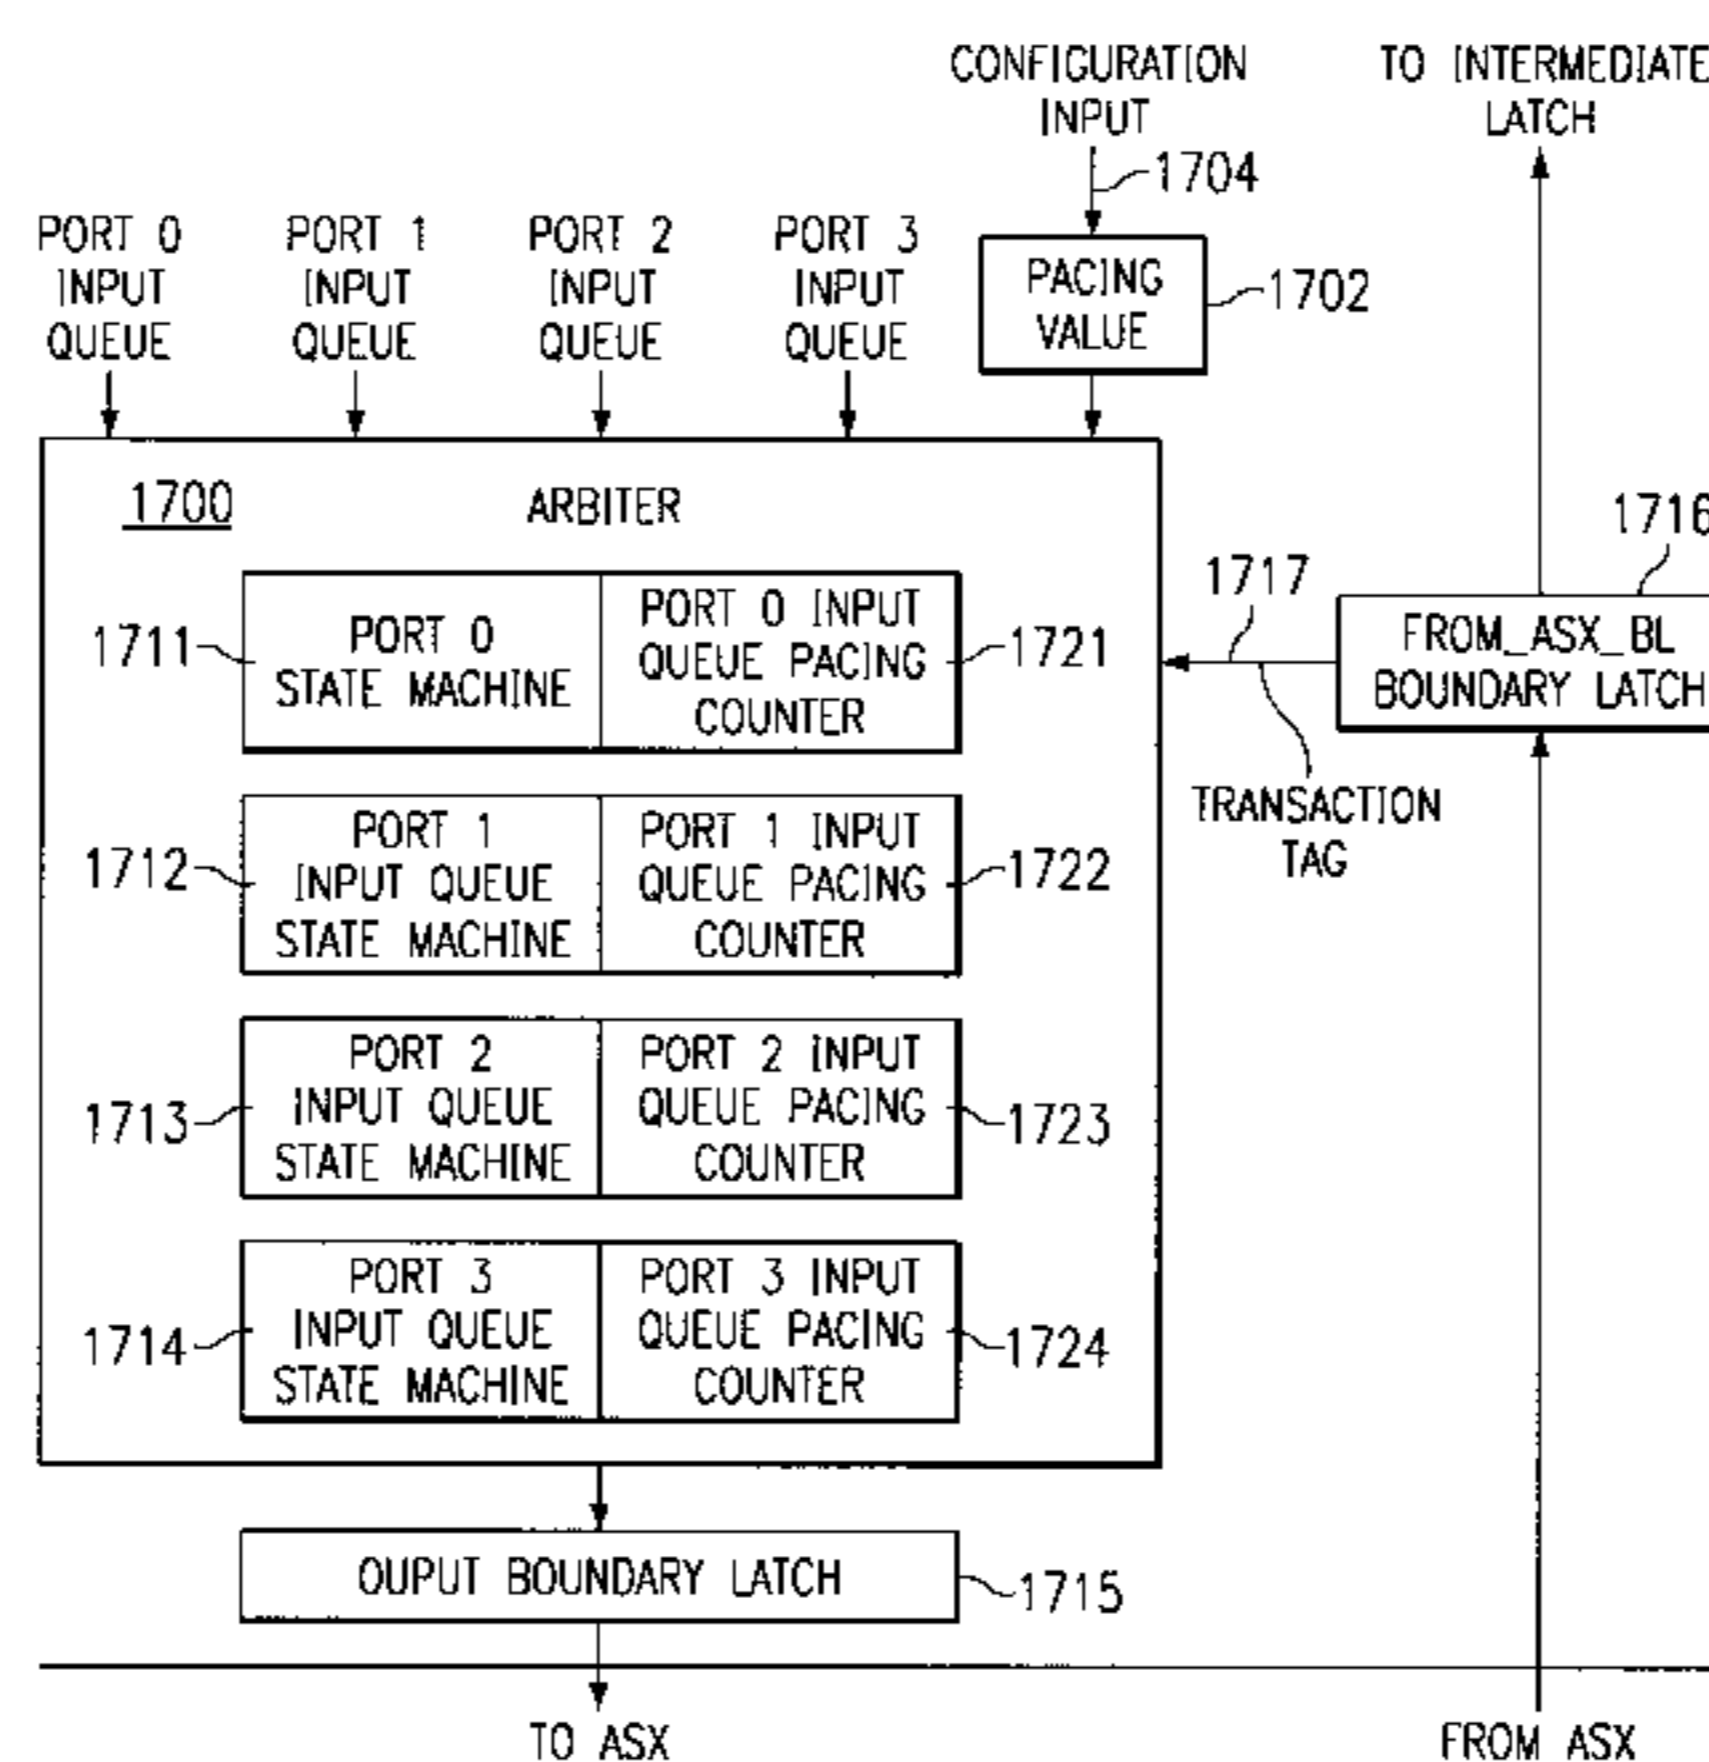 CONFIGURATION
INPUT
TO INTERMEDIATE
LATCH
1704
PORT 0
INPUT
QUEUE
PORT 1
INPUT
QUEUE
PORT 2
INPUT
QUEUE
PORT 3
INPUT
QUEUE
PACING
VALUE
1702
1700
ARBITER
1716
1717
FROM_ASX_BL
BOUNDARY LATCH
TRANSACTION
TAG
1711
PORT 0
STATE MACHINE
PORT 0 INPUT
QUEUE PACING
COUNTER
1721
1712
PORT 1
INPUT QUEUE
STATE MACHINE
PORT 1 INPUT
QUEUE PACING
COUNTER
1722
1713
PORT 2
INPUT QUEUE
STATE MACHINE
PORT 2 INPUT
QUEUE PACING
COUNTER
1723
1714
PORT 3
INPUT QUEUE
STATE MACHINE
PORT 3 INPUT
QUEUE PACING
COUNTER
1724
OUPUT BOUNDARY LATCH
1715
TO ASX
FROM ASX